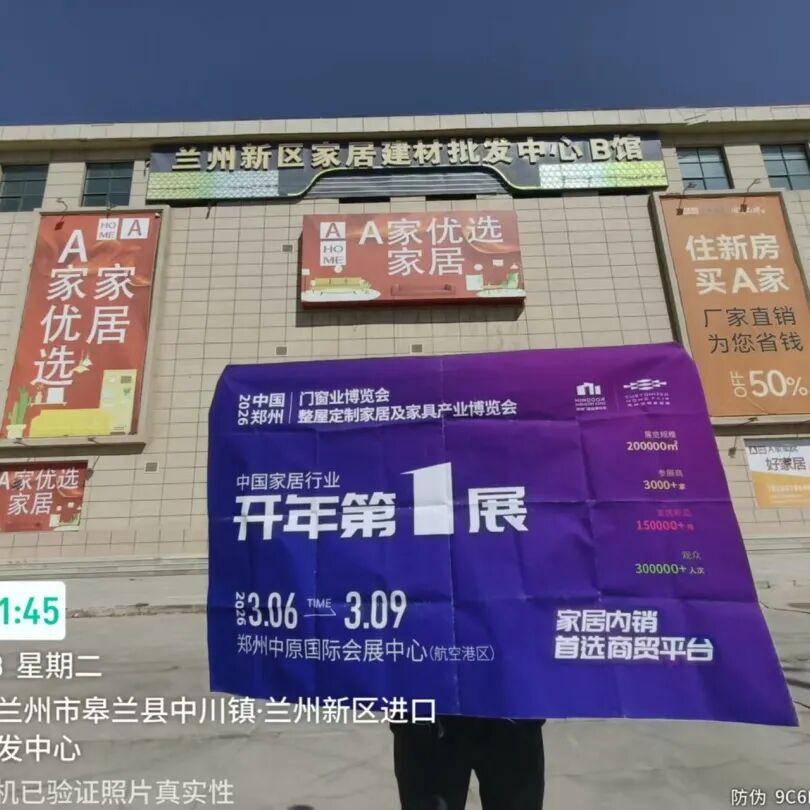 兰州新区家居建材批发中心 B馆
A
HOME
A家优选
家居
A
HOME
A家优选
家居
住新房
买A家
厂家直销
为您省钱
OFF 50%
A家优选
家居
好家居
2026 中国郑州
门窗业博览会
整屋定制家居及家具产业博览会
展览规模
200000㎡
参展商
3000+家
150000+件
观众
300000+人次
中国家居行业
开年第1展
2026 3.06 TIME 3.09
郑州中原国际会展中心(航空港区)
家居内销
首选商贸平台
1:45
星期二
兰州市皋兰县中川镇·兰州新区进口
发中心
机已验证照片真实性
防伪 9C6